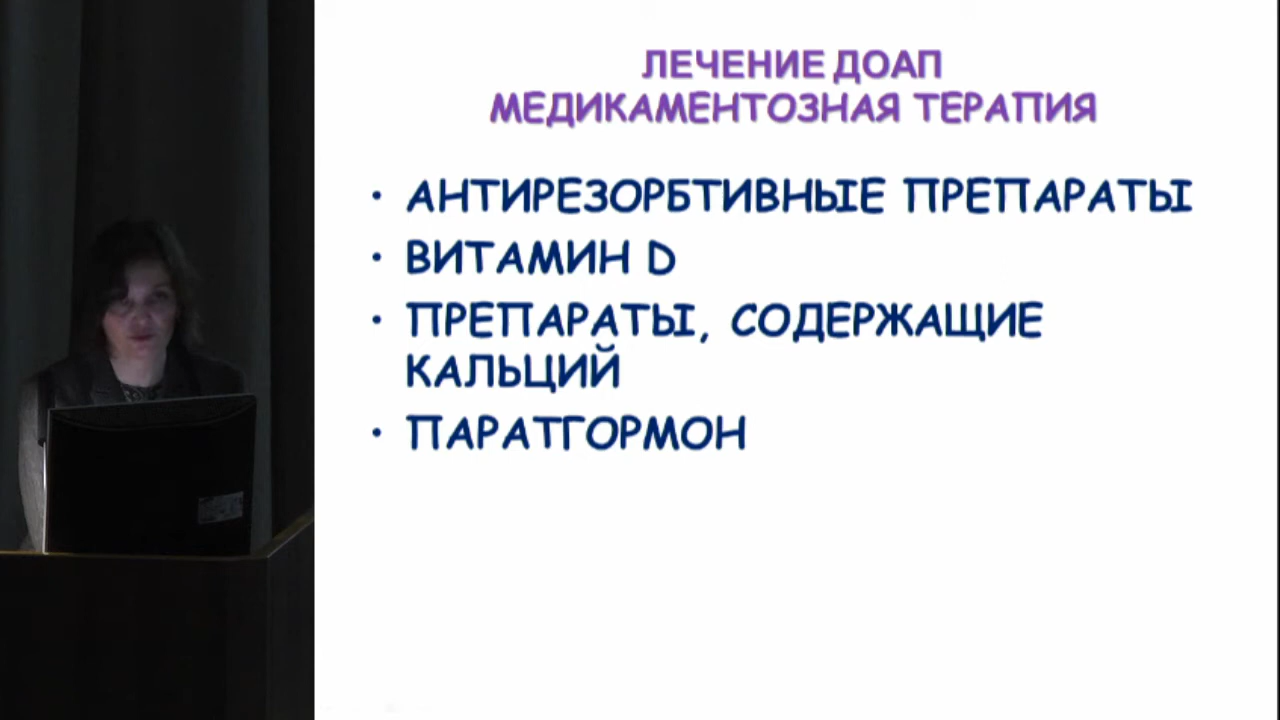 ЛЕЧЕНИЕ ДОАП
МЕДИКАМЕНТОЗНАЯ ТЕРАПИЯ
• АНТИРЕЗОРБТИВНЫЕ ПРЕПАРАТЫ
• ВИТАМИН D
• ПРЕПАРАТЫ, СОДЕРЖАЩИЕ
КАЛЬЦИЙ
• ПАРАТГОРМОН